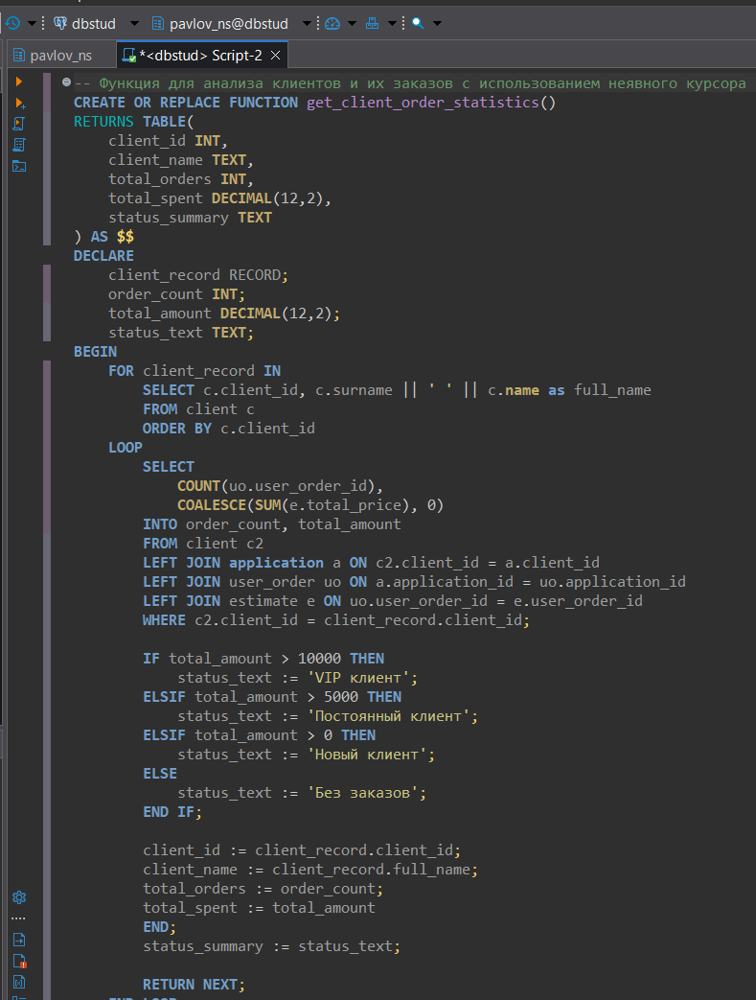 dbstud
pavlov_ns@dbstud
pavlov_ns
*<dbstud> Script-2
-- Функция для анализа клиентов и их заказов с использованием неявного курсора
CREATE OR REPLACE FUNCTION get_client_order_statistics()
RETURNS TABLE(
    client_id INT,
    client_name TEXT,
    total_orders INT,
    total_spent DECIMAL(12,2),
    status_summary TEXT
) AS $$
DECLARE
    client_record RECORD;
    order_count INT;
    total_amount DECIMAL(12,2);
    status_text TEXT;
BEGIN
    FOR client_record IN
        SELECT c.client_id, c.surname || ' ' || c.name as full_name
        FROM client c
        ORDER BY c.client_id
    LOOP
        SELECT
            COUNT(uo.user_order_id),
            COALESCE(SUM(e.total_price), 0)
        INTO order_count, total_amount
        FROM client c2
        LEFT JOIN application a ON c2.client_id = a.client_id
        LEFT JOIN user_order uo ON a.application_id = uo.application_id
        LEFT JOIN estimate e ON uo.user_order_id = e.user_order_id
        WHERE c2.client_id = client_record.client_id;
        IF total_amount > 10000 THEN
            status_text := 'VIP клиент';
        ELSIF total_amount > 5000 THEN
            status_text := 'Постоянный клиент';
        ELSIF total_amount > 0 THEN
            status_text := 'Новый клиент';
        ELSE
            status_text := 'Без заказов';
        END IF;
        client_id := client_record.client_id;
        client_name := client_record.full_name;
        total_orders := order_count;
        total_spent := total_amount
        END;
        status_summary := status_text;
        RETURN NEXT;
    END LOOP